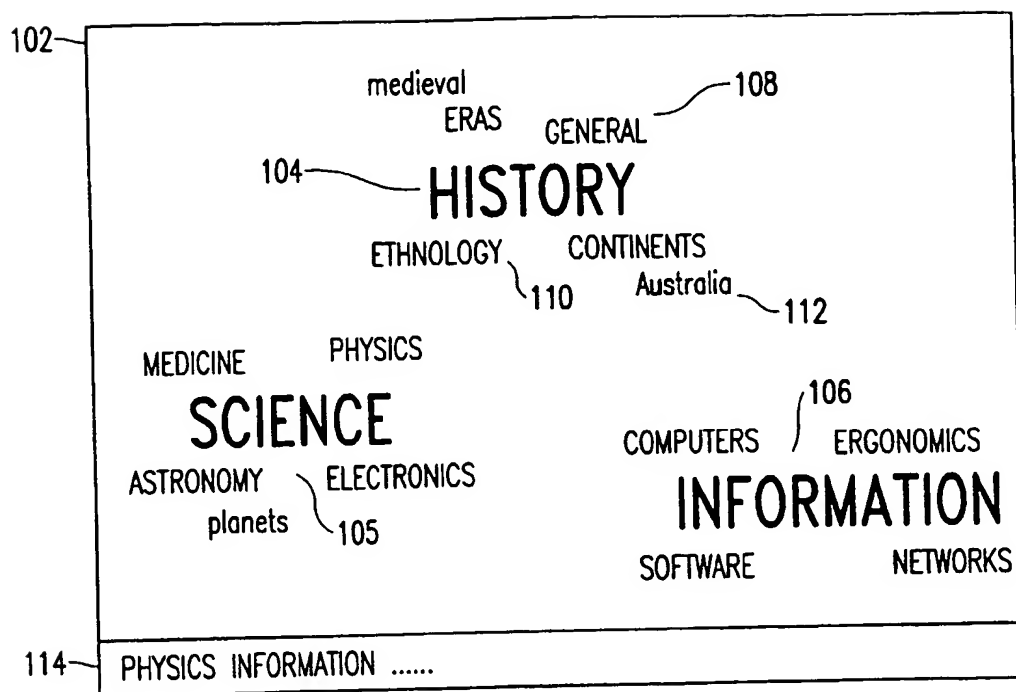 102
medieval
108
ERAS
GENERAL
104
HISTORY
ETHNOLOGY
CONTINENTS
110
Australia
112
MEDICINE
PHYSICS
106
SCIENCE
COMPUTERS
ERGONOMICS
ASTRONOMY
ELECTRONICS
INFORMATION
planets
105
SOFTWARE
NETWORKS
114
PHYSICS INFORMATION ......